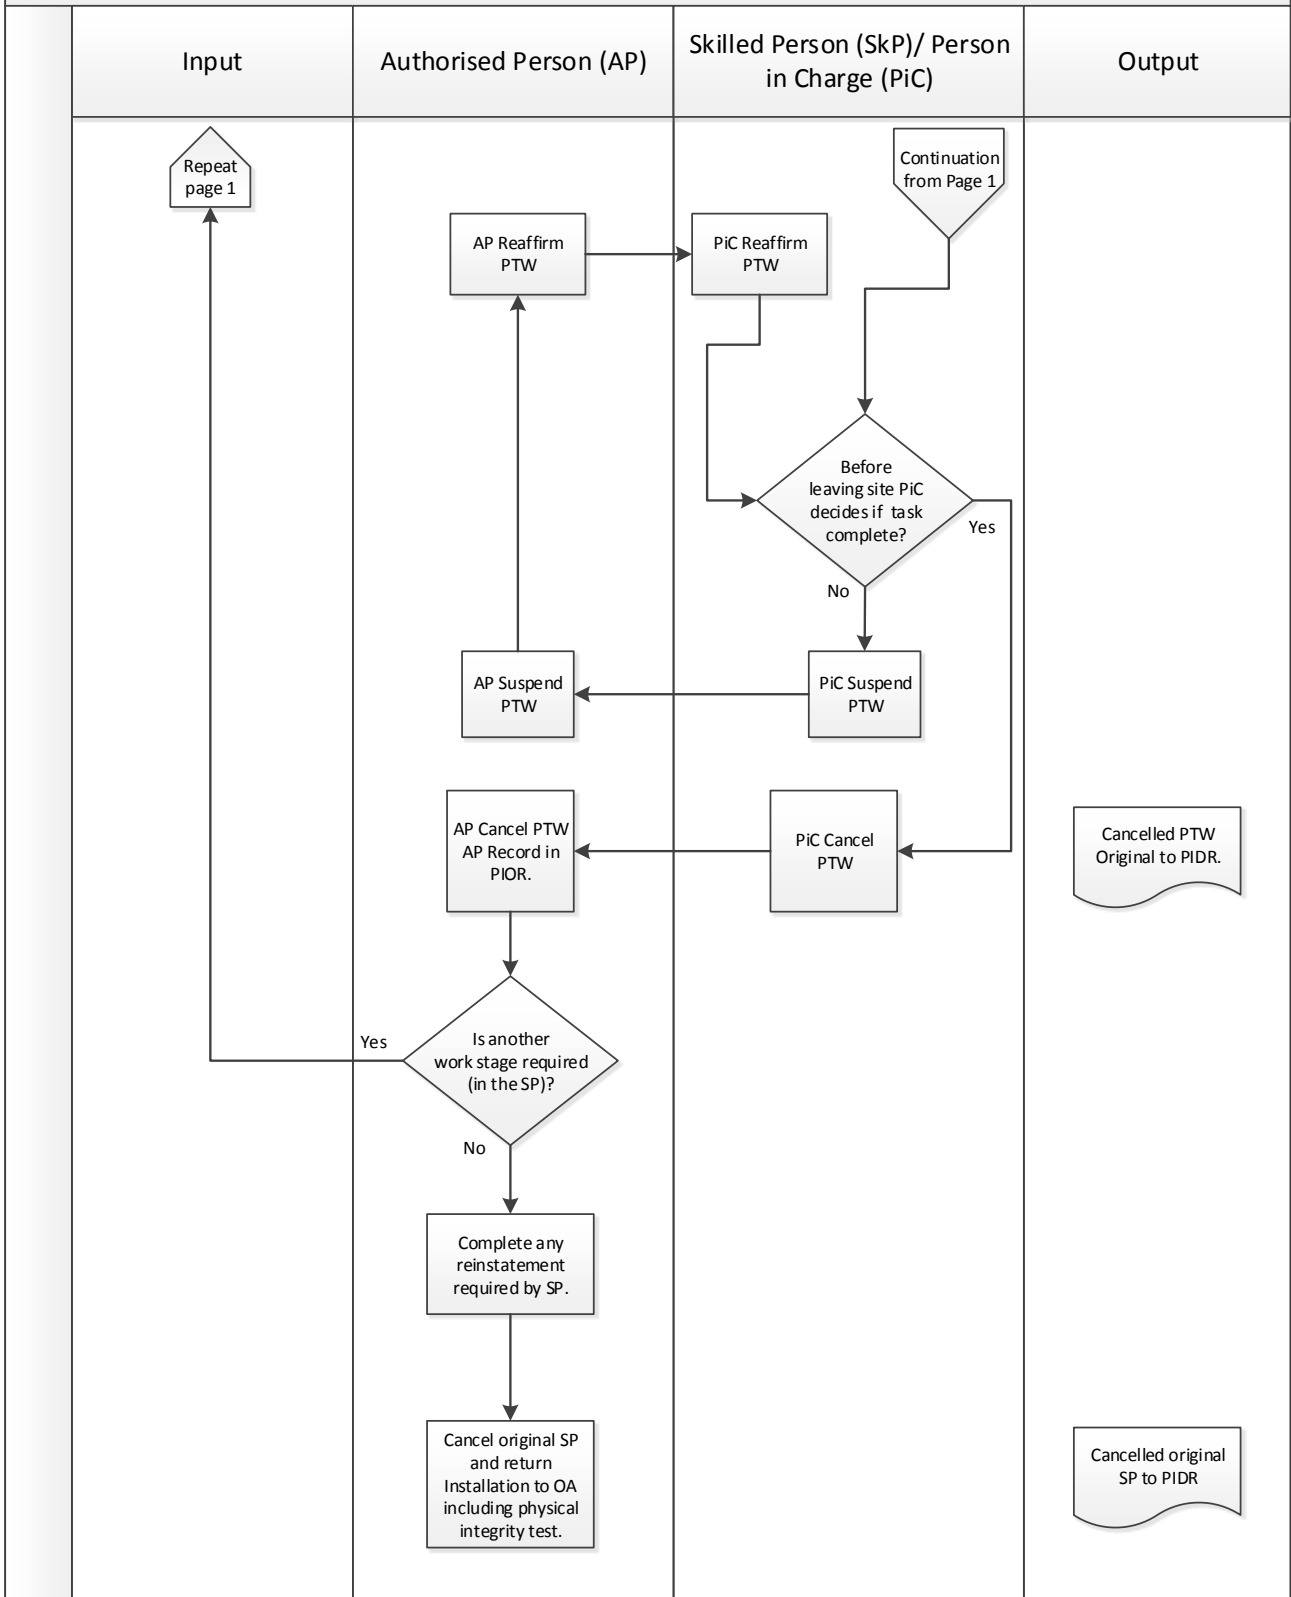 Input
Authorised Person (AP)
Skilled Person (SkP)/ Person
in Charge (PiC)
Output
Repeat
page 1
Continuation
from Page 1
AP Reaffirm
PTW
PiC Reaffirm
PTW
Before
leaving site PiC
decides if task
complete?
Yes
No
AP Suspend
PTW
PiC Suspend
PTW
AP Cancel PTW
AP Record in
PIOR.
PiC Cancel
PTW
Cancelled PTW
Original to PIDR.
Yes
Is another
work stage required
(in the SP)?
No
Complete any
reinstatement
required by SP.
Cancel original SP
and return
Installation to OA
including physical
integrity test.
Cancelled original
SP to PIDR